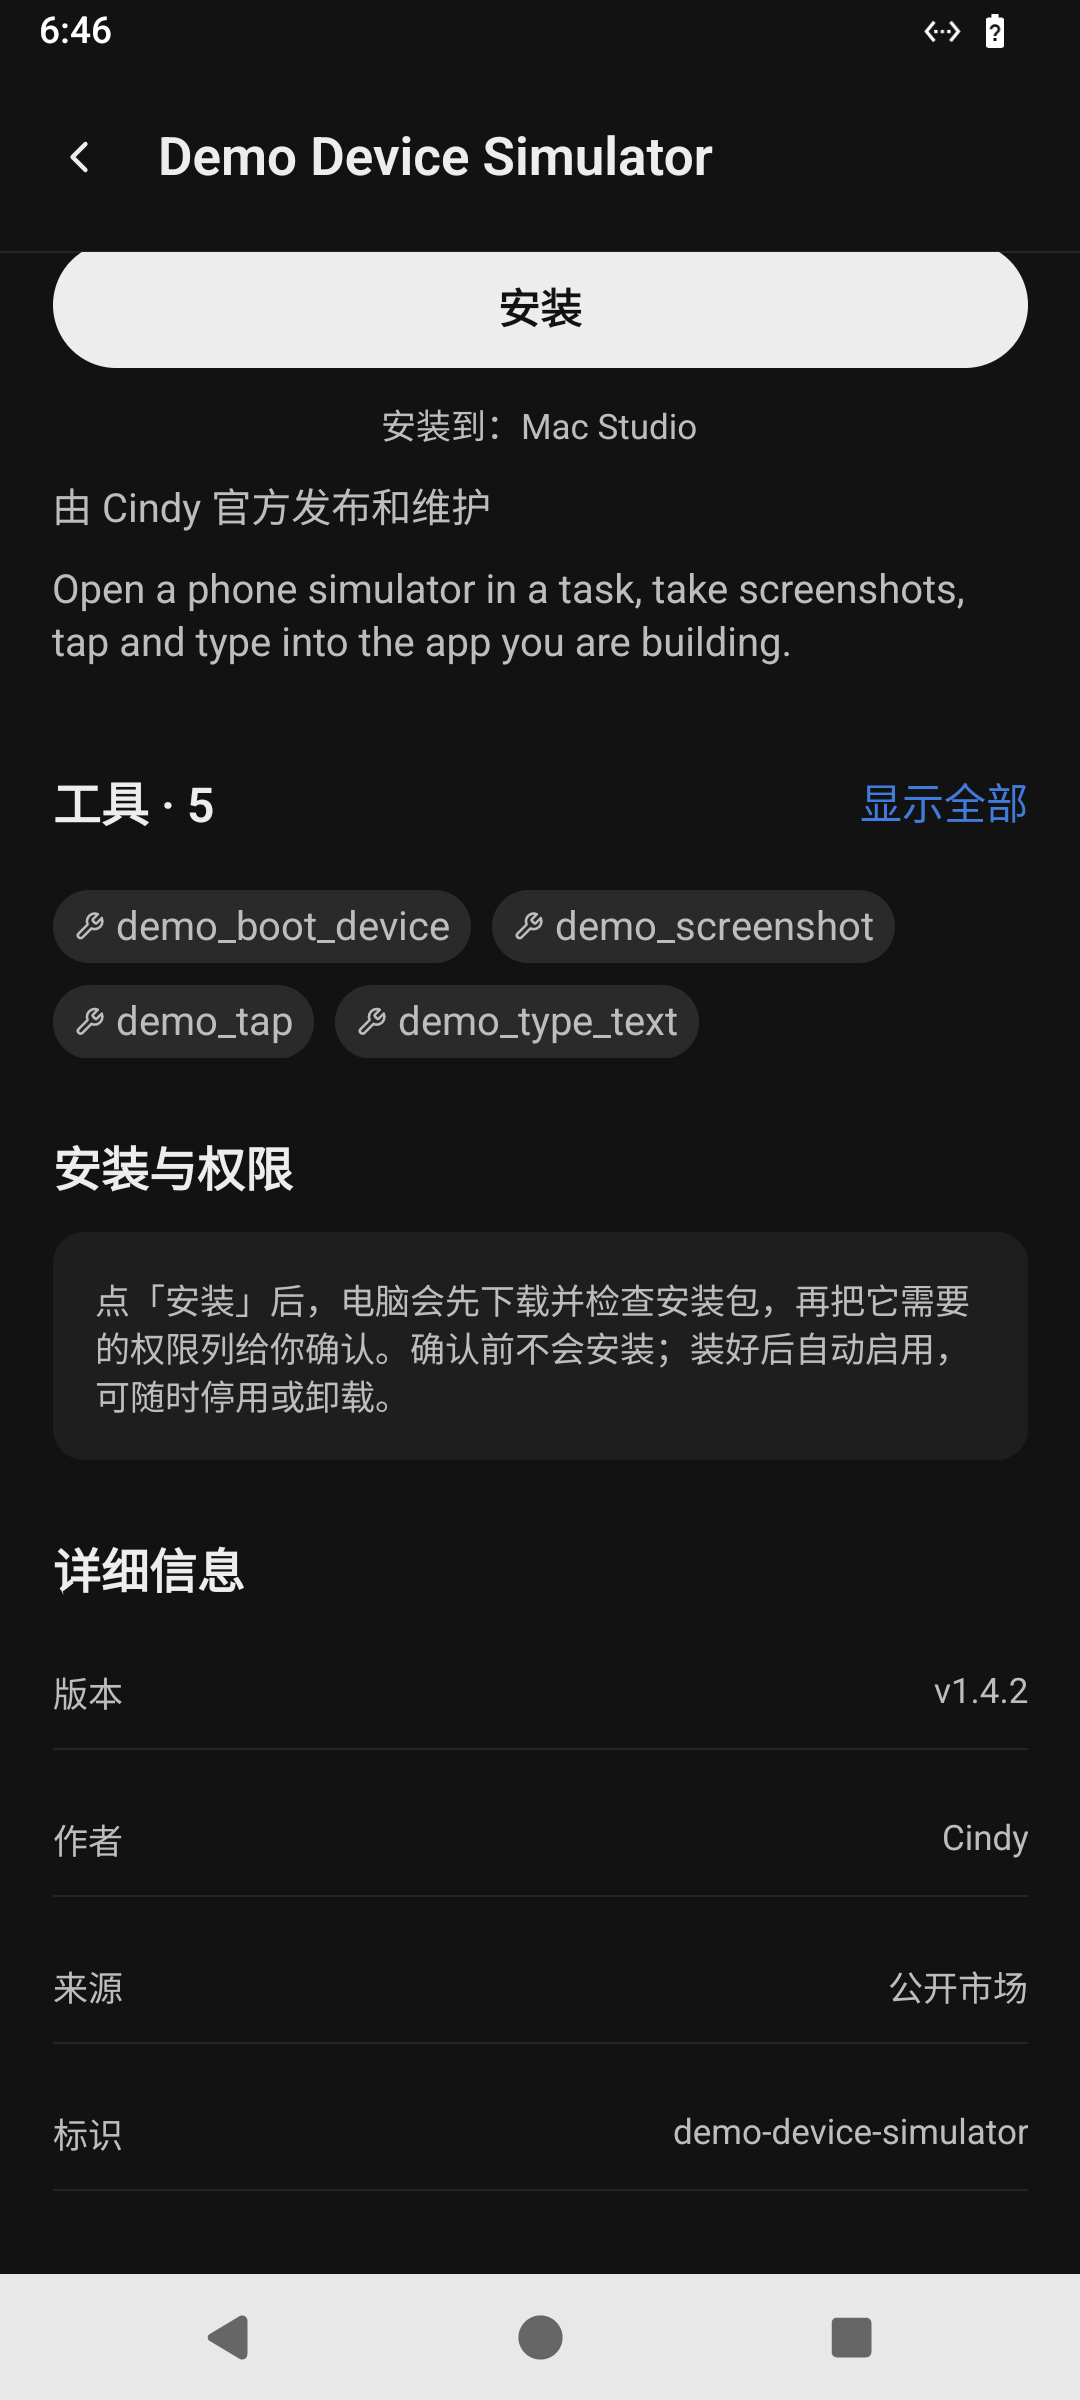 6:46
Demo Device Simulator
安装
安装到：Mac Studio
由 Cindy 官方发布和维护
Open a phone simulator in a task, take screenshots,
tap and type into the app you are building.
工具 · 5
显示全部
demo_boot_device
demo_screenshot
demo_tap
demo_type_text
安装与权限
点「安装」后，电脑会先下载并检查安装包，再把它需要
的权限列给你确认。确认前不会安装；装好后自动启用，
可随时停用或卸载。
详细信息
版本
v1.4.2
作者
Cindy
来源
公开市场
标识
demo-device-simulator